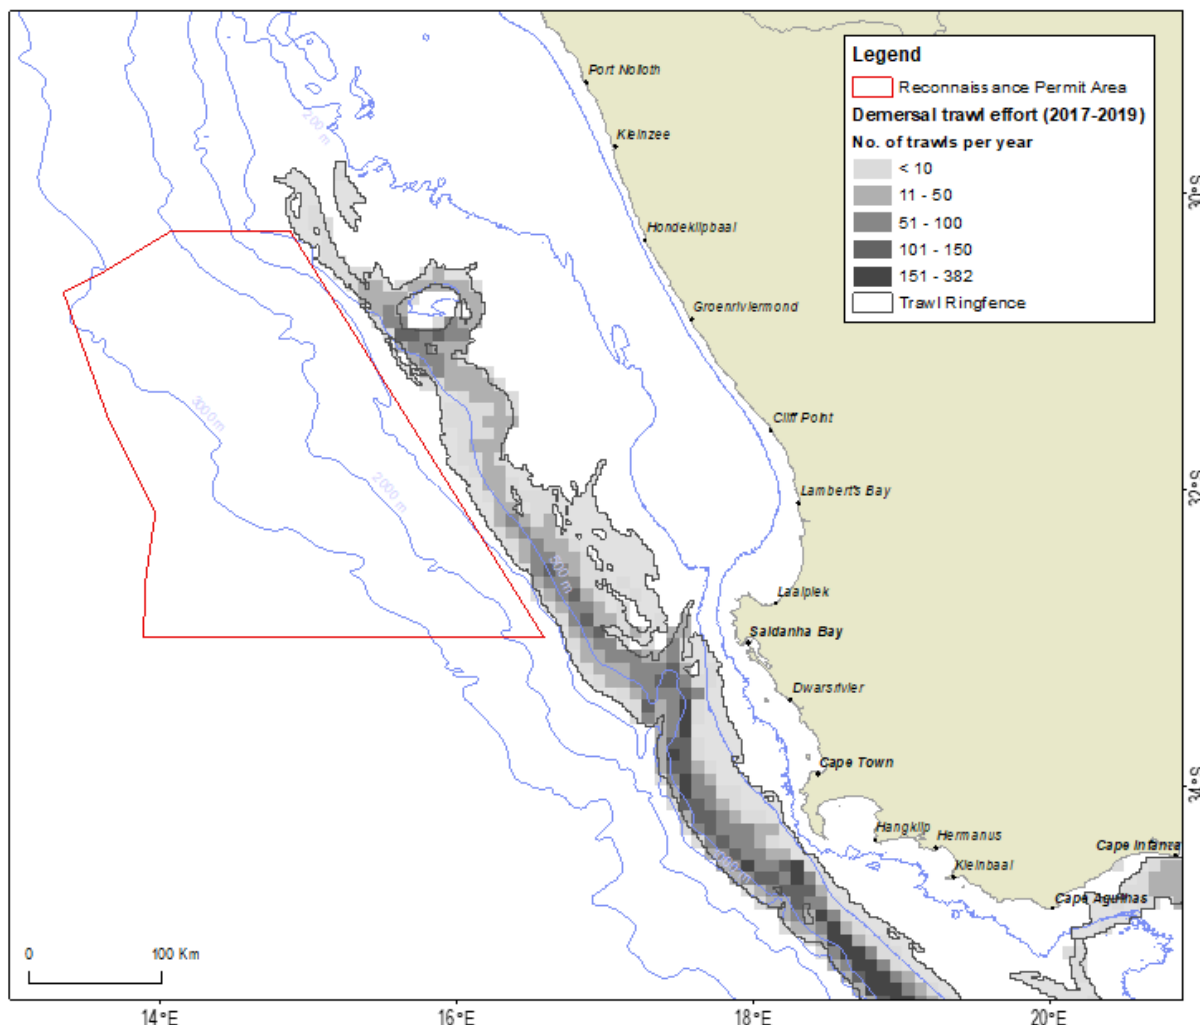 Legend
Reconnaissance Permit Area
Demersal trawl effort (2017-2019)
No. of trawls per year
< 10
11 - 50
51 - 100
101 - 150
151 - 382
Trawl Ringfence
Port Nolloth
Kleinzee
200 m
30°S
Hondeklipbaai
Groenriviermond
3000 m
Cliff Point
2000 m
Lambert's Bay
32°S
500 m
Laaiplek
Saldanha Bay
Dwarsrivier
Cape Town
34°S
Hangklip
Hermanus
Cape Infanta
Kleinbaai
Cape Agulhas
0 100 Km
14°E 16°E 18°E 20°E